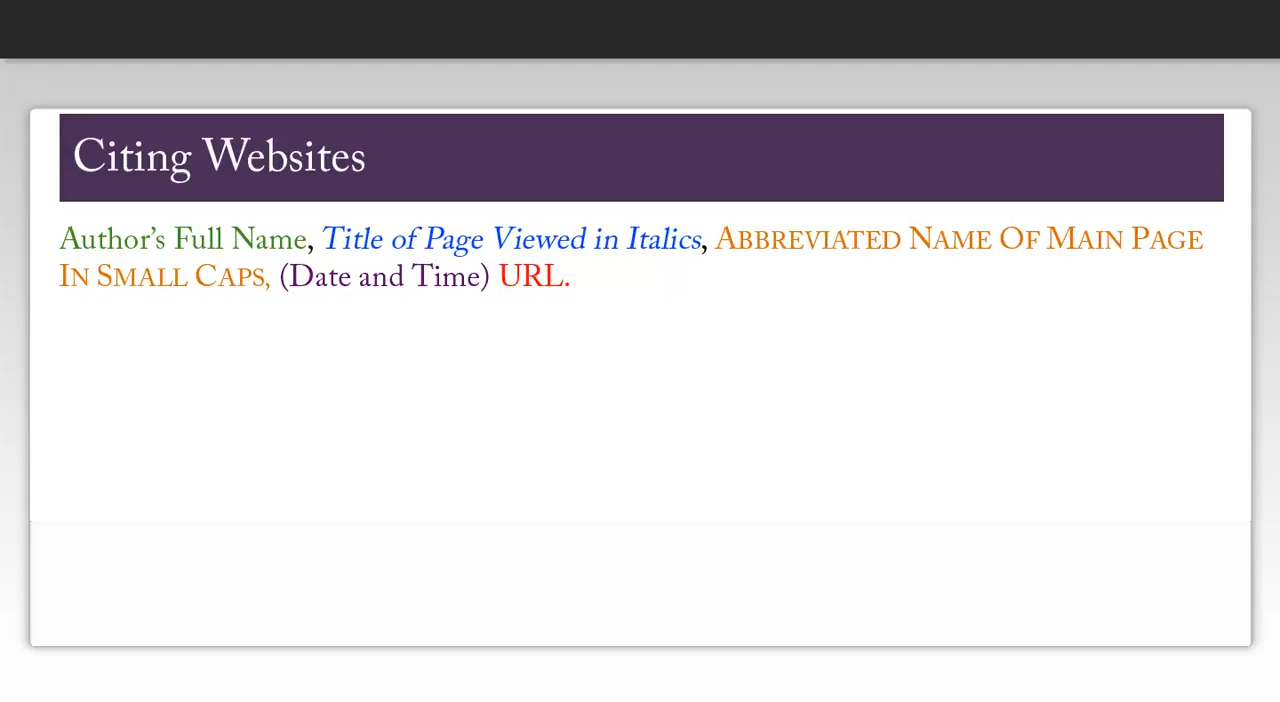 Citing Websites
Author's Full Name, Title of Page Viewed in Italics, ABBREVIATED NAME OF MAIN PAGE
IN SMALL CAPS, (Date and Time) URL.